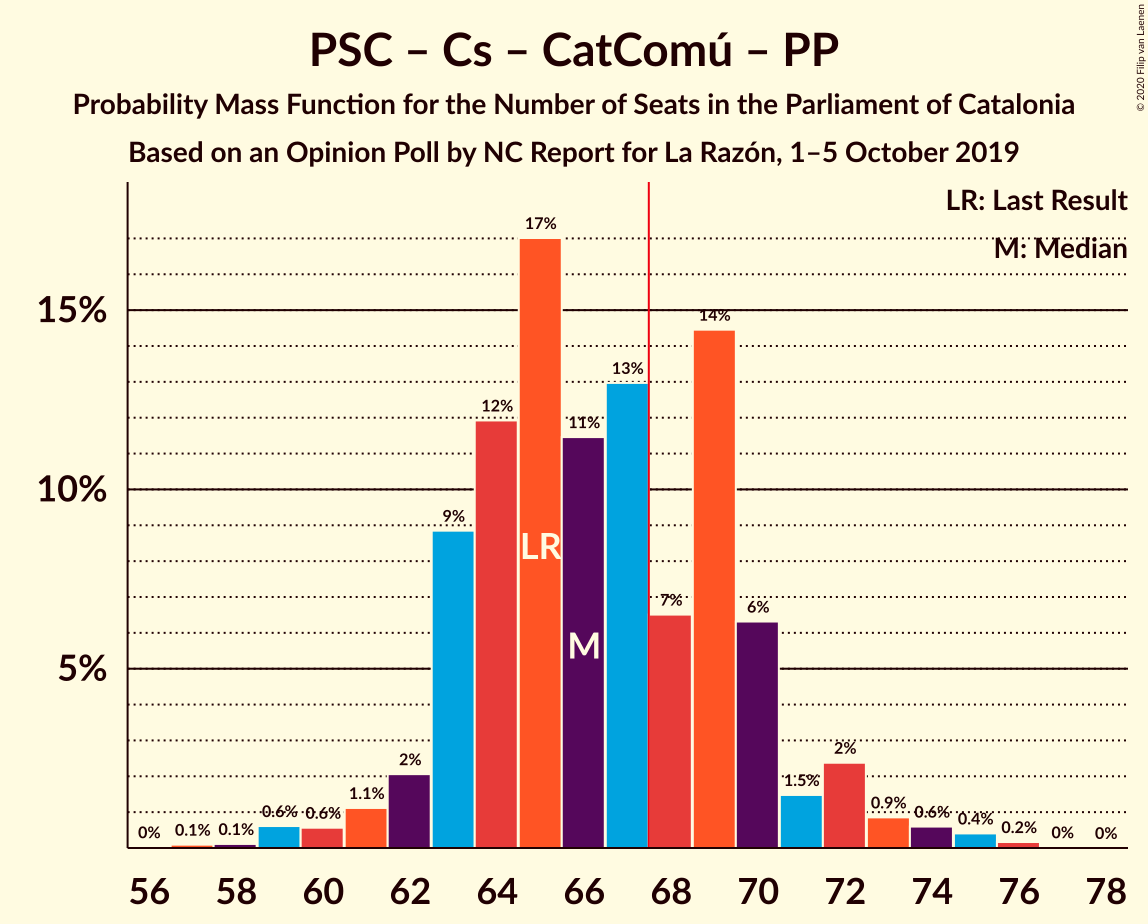 PSC – Cs – CatComú – PP
Probability Mass Function for the Number of Seats in the Parliament of Catalonia
Based on an Opinion Poll by NC Report for La Razón, 1–5 October 2019
© 2020 Filip van Laenen
LR: Last Result
M: Median
15%
10%
5%
0%
0.1%
0.1%
0.6%
0.6%
1.1%
2%
9%
12%
17%
11%
13%
7%
14%
6%
1.5%
2%
0.9%
0.6%
0.4%
0.2%
0%
0%
LR
M
56 58 60 62 64 66 68 70 72 74 76 78